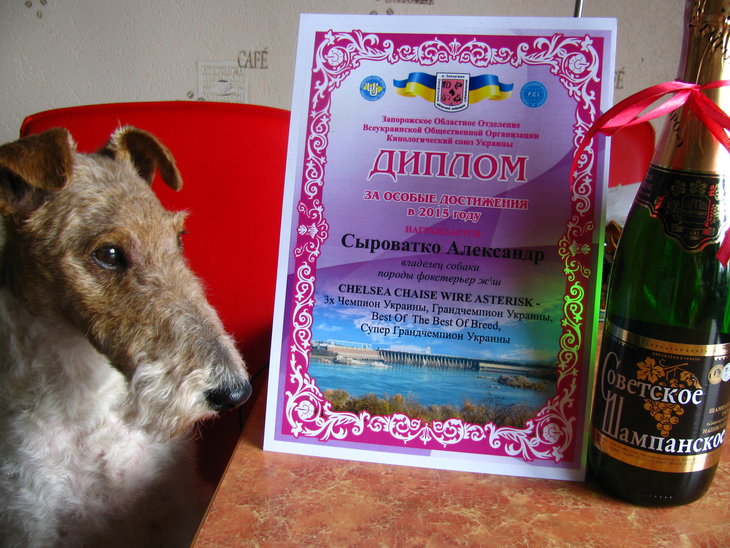 CAFÉ
FCI
Запорожское Областное Отделение
Всеукраинской Общественной Организации
Кинологический союз Украины
ДИПЛОМ
ЗА ОСОБЫЕ ДОСТИЖЕНИЯ
в 2015 году
НАГРАЖДАЕТСЯ
Сыроватко Александр
владелец собаки
породы фокстерьер ж\ш
CHELSEA CHAISE WIRE ASTERISK -
3х Чемпион Украины, Грандчемпион Украины,
Best Of The Best Of Breed,
Супер Грандчемпион Украины
Советское
Шампанское